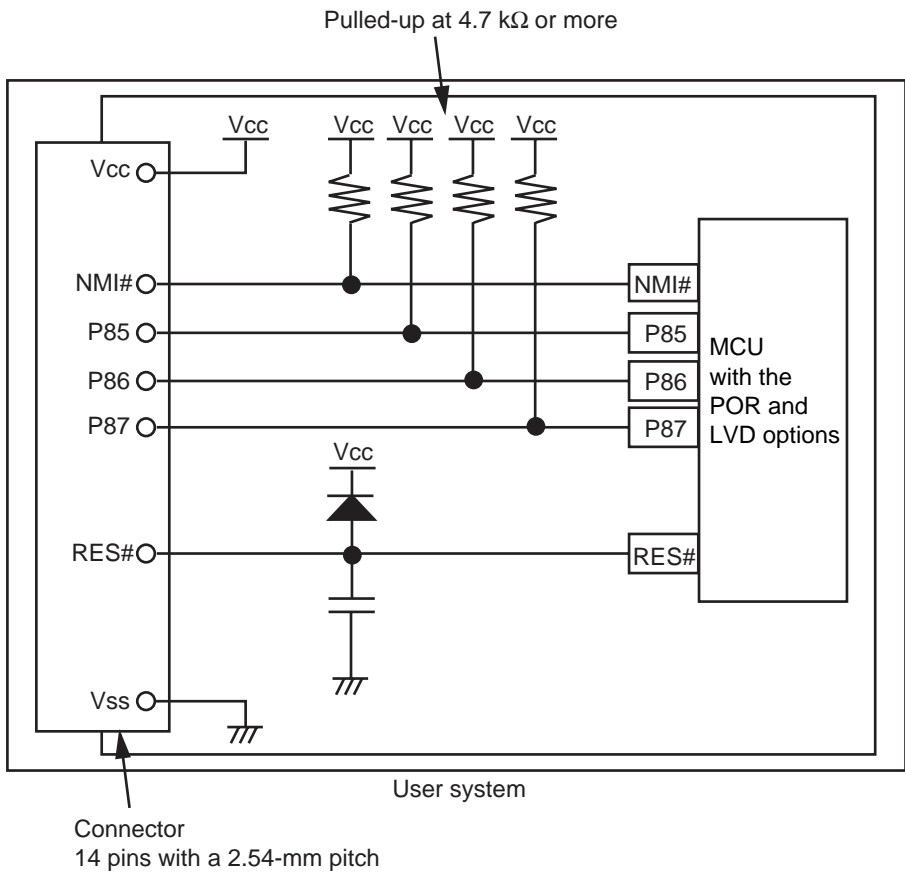 Pulled-up at 4.7 kΩ or more
Vcc Vcc Vcc Vcc Vcc
Vcc
NMI# NMI#
P85 P85
MCU
with the
POR and
LVD options
P86 P86
P87 P87
Vcc
RES# RES#
Vss
User system
Connector
14 pins with a 2.54-mm pitch